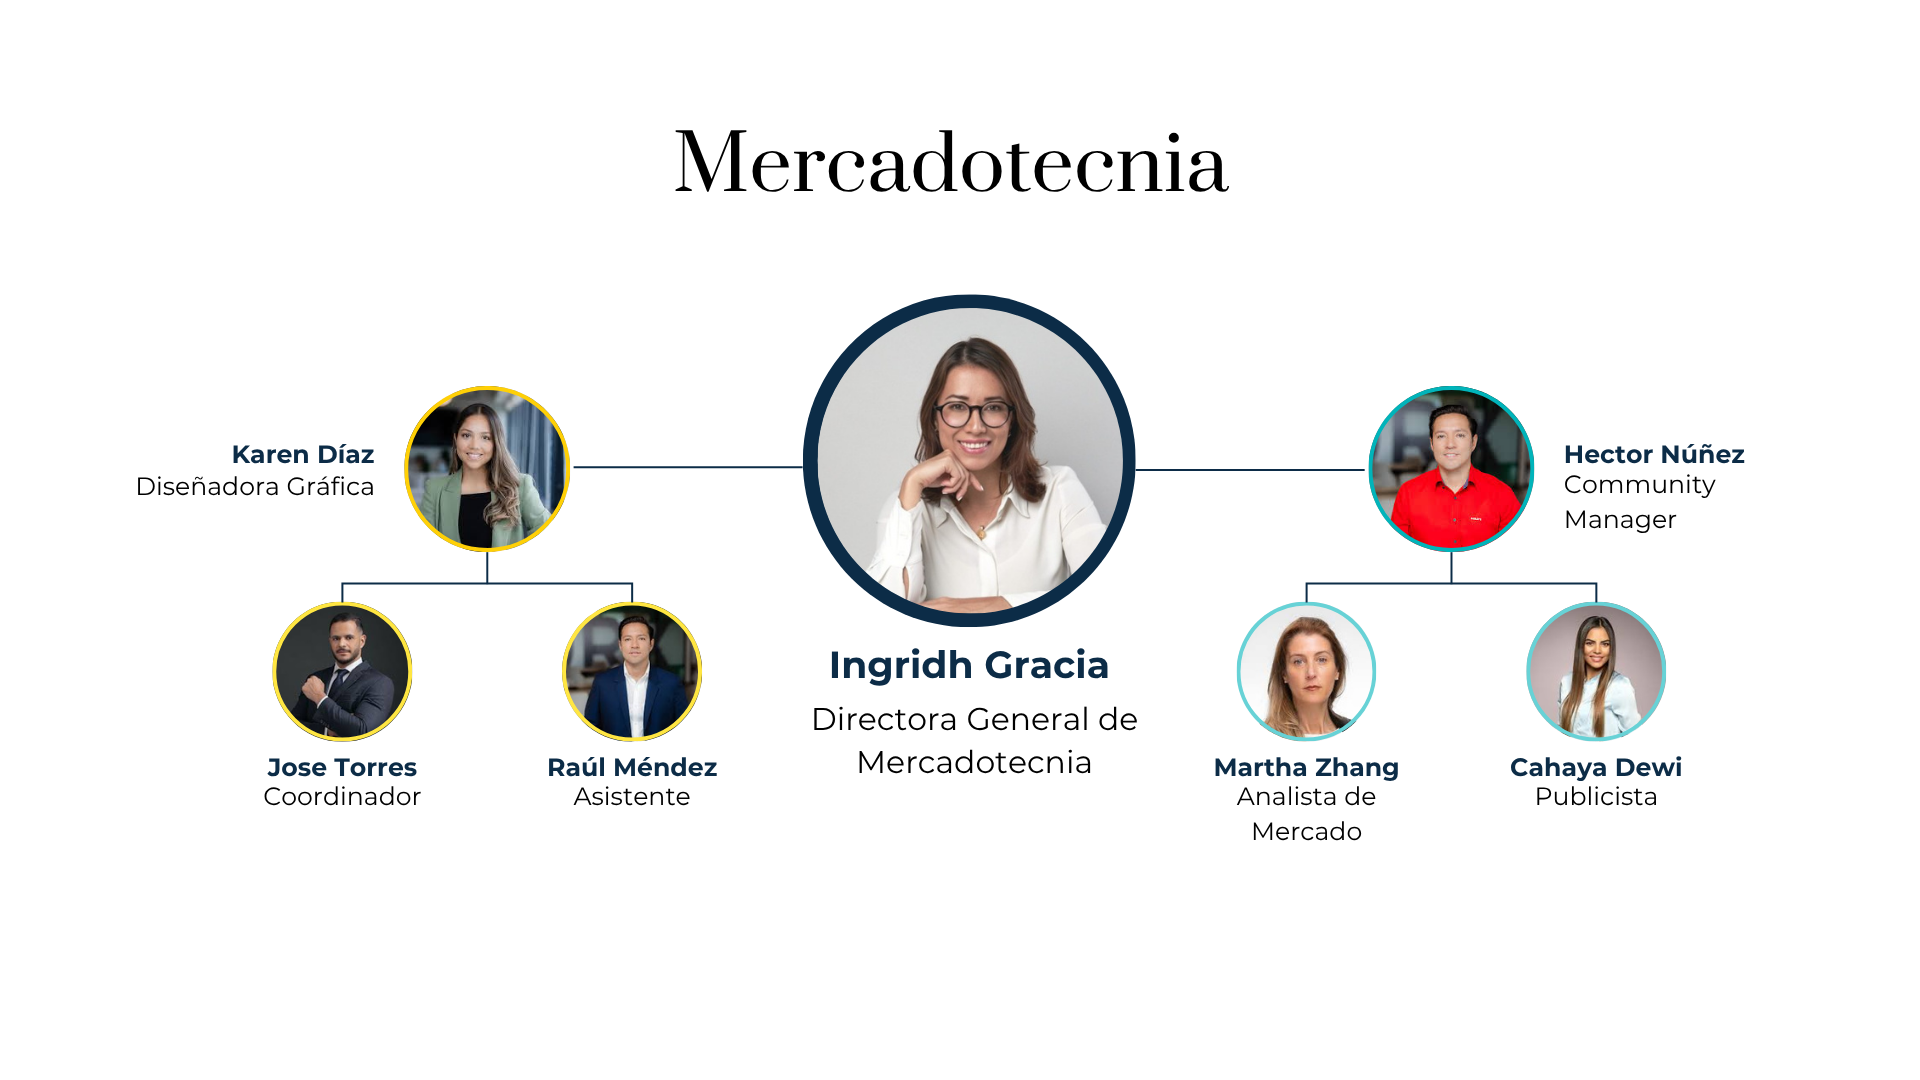 Mercadotecnia
Karen Díaz
Diseñadora Gráfica
Hector Núñez
Community
Manager
Ingridh Gracia
Directora General de
Mercadotecnia
Jose Torres
Coordinador
Raúl Méndez
Asistente
Martha Zhang
Analista de
Mercado
Cahaya Dewi
Publicista